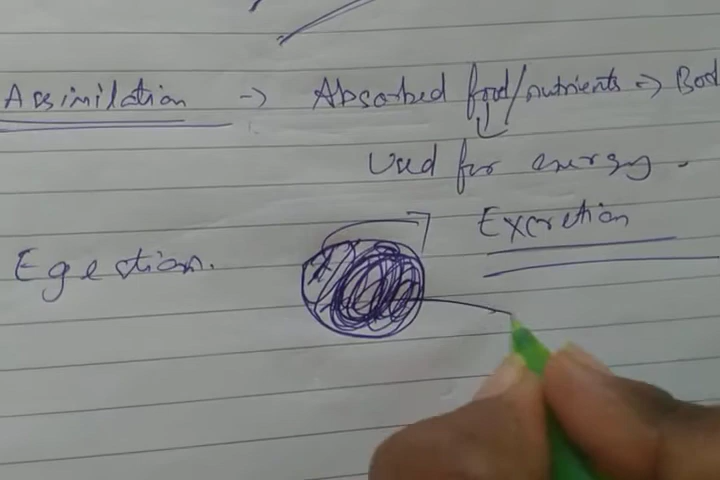 Assimilation -> Absorbed food/nutrients -> Bod
Used for energy.
Excretion
Egestion.